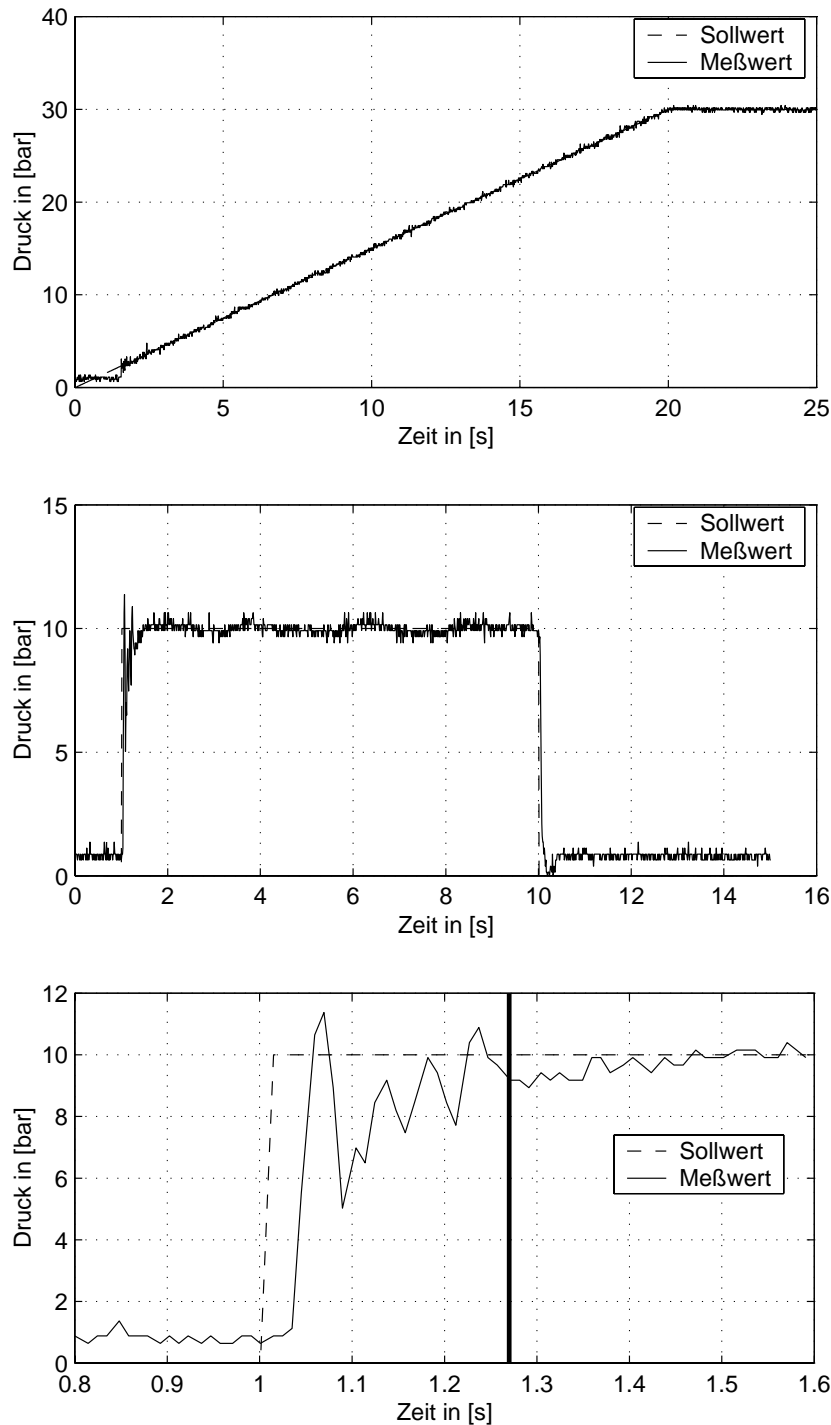 40
30
20
10
0
Druck in [bar]
Sollwert
Meßwert
0 5 10 15 20 25
Zeit in [s]
15
10
5
0
Druck in [bar]
Sollwert
Meßwert
0 2 4 6 8 10 12 14 16
Zeit in [s]
12
10
8
6
4
2
0
Druck in [bar]
Sollwert
Meßwert
0.8 0.9 1 1.1 1.2 1.3 1.4 1.5 1.6
Zeit in [s]